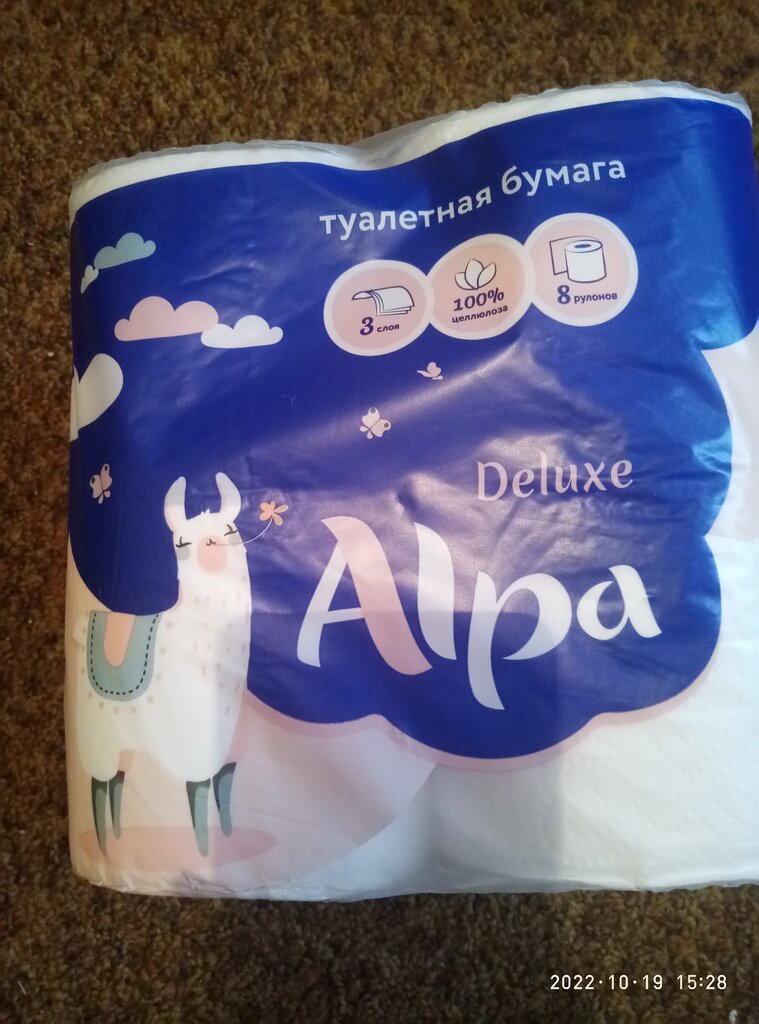 туалетная бумага
3 слоя
100%
целлюлоза
8 рулонов
Deluxe
Alpa
2022·10·19 15:28